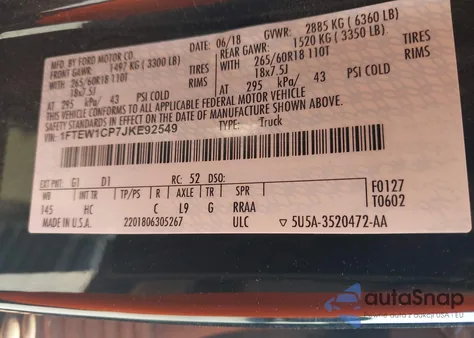 MFD. BY FORD MOTOR CO.
DATE: 06/18 GVWR: 2885 KG ( 6360 LB)
FRONT GAWR: 1497 KG ( 3300 LB) REAR GAWR: 1520 KG ( 3350 LB)
WITH TIRES WITH TIRES
265/60R18 110T 265/60R18 110T
18x7.5J 18x7.5J
AT 295 kPa/ 43 PSI COLD AT 295 kPa/ 43 PSI COLD
THIS VEHICLE CONFORMS TO ALL APPLICABLE FEDERAL MOTOR VEHICLE
SAFETY STANDARDS IN EFFECT ON THE DATE OF MANUFACTURE SHOWN ABOVE.
VIN: 1FTEW1CP7JKE92549 TYPE: Truck
EXT PNT: G1 D1 RC: 52 DSO: F0127
WB INT TR TP/PS R AXLE TR SPR T0602
145 HC C L9 G RRAA
MADE IN U.S.A. 2201806305267 ULC 5U5A-3520472-AA
autoSnap